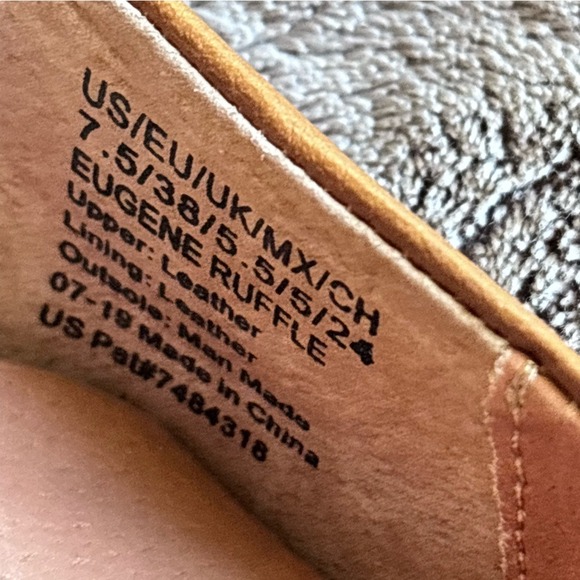 US/EU/UK/MX/CH
7.5/38/5.5/5/24
EUGENE RUFFLE
Upper: Leather
Lining: Leather
Outsole: Man Made
07-19 Made in China
US Pat#7484318